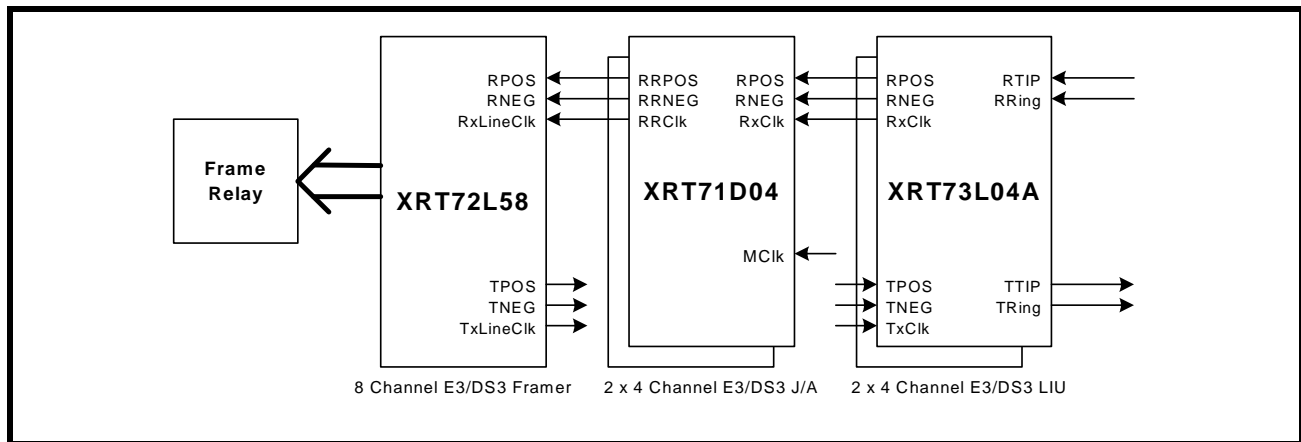 Frame
Relay
RPOS
RNEG
RxLineClk
XRT72L58
TPOS
TNEG
TxLineClk
8 Channel E3/DS3 Framer
RRPOS
RRNEG
RRClk
RPOS
RNEG
RxClk
XRT71D04
MClk
2 x 4 Channel E3/DS3 J/A
RPOS
RNEG
RxClk
RTIP
RRing
XRT73L04A
TPOS
TNEG
TxClk
TTIP
TRing
2 x 4 Channel E3/DS3 LIU